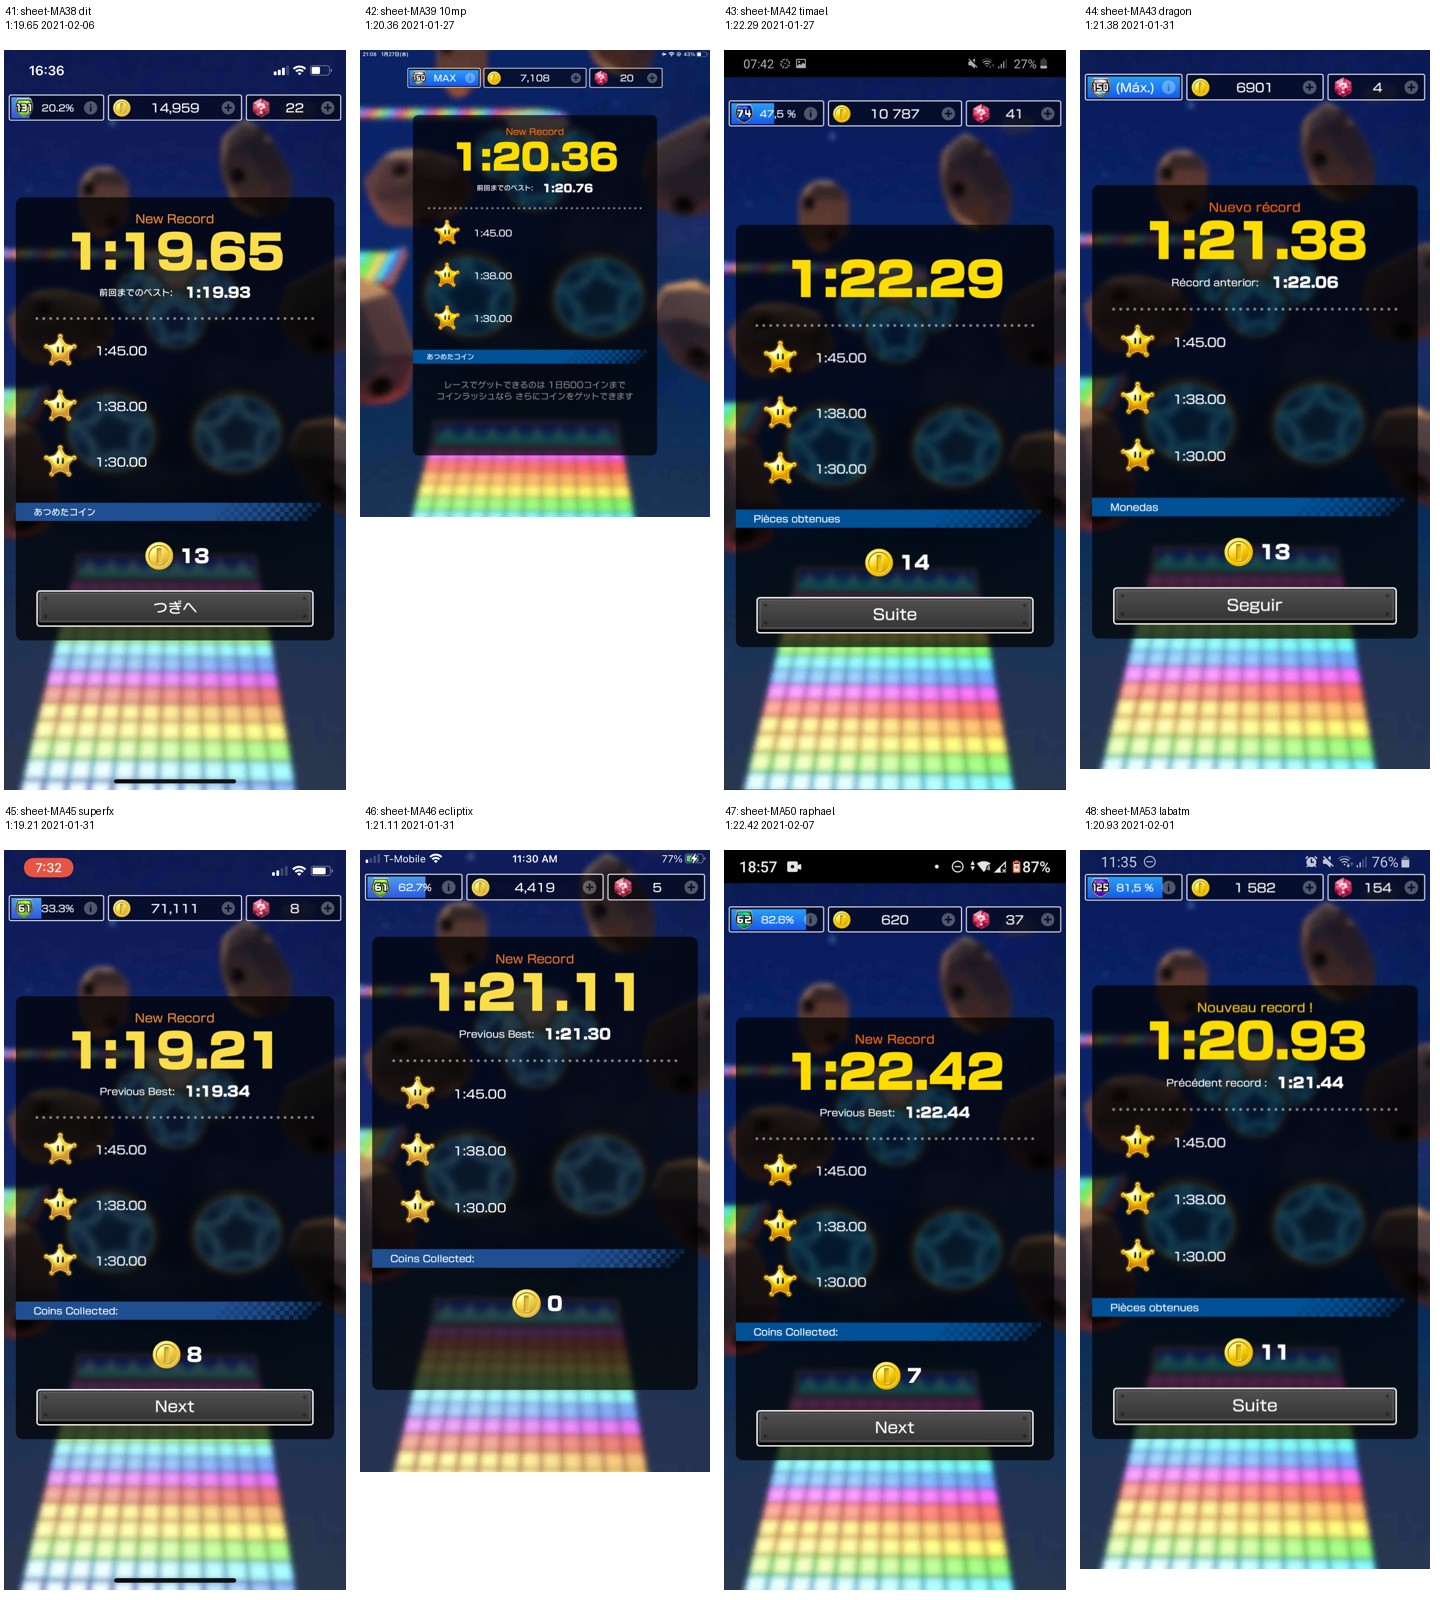 41: sheet-MA38 dit
1:19.65 2021-02-06
16:36
131 20.2% 14,959 22
New Record
1:19.65
前回までのベスト: 1:19.93
1:45.00
1:38.00
1:30.00
あつめたコイン
13
つぎへ
42: sheet-MA39 10mp
1:20.36 2021-01-27
21:08 1月27日(水) 43%
150 MAX 7,108 20
New Record
1:20.36
前回までのベスト: 1:20.76
1:45.00
1:38.00
1:30.00
あつめたコイン
レースでゲットできるのは 1日600コインまで
コインラッシュなら さらにコインをゲットできます
43: sheet-MA42 timael
1:22.29 2021-01-27
07:42 27%
74 47,5 % 10 787 41
1:22.29
1:45.00
1:38.00
1:30.00
Pièces obtenues
14
Suite
44: sheet-MA43 dragon
1:21.38 2021-01-31
150 (Máx.) 6901 4
Nuevo récord
1:21.38
Récord anterior: 1:22.06
1:45.00
1:38.00
1:30.00
Monedas
13
Seguir
45: sheet-MA45 superfx
1:19.21 2021-01-31
7:32
61 33.3% 71,111 8
New Record
1:19.21
Previous Best: 1:19.34
1:45.00
1:38.00
1:30.00
Coins Collected:
8
Next
46: sheet-MA46 ecliptix
1:21.11 2021-01-31
T-Mobile 11:30 AM 77%
61 62.7% 4,419 5
New Record
1:21.11
Previous Best: 1:21.30
1:45.00
1:38.00
1:30.00
Coins Collected:
0
47: sheet-MA50 raphael
1:22.42 2021-02-07
18:57 87%
62 82.6% 620 37
New Record
1:22.42
Previous Best: 1:22.44
1:45.00
1:38.00
1:30.00
Coins Collected:
7
Next
48: sheet-MA53 labatm
1:20.93 2021-02-01
11:35 76%
125 81,5 % 1 582 154
Nouveau record !
1:20.93
Précédent record : 1:21.44
1:45.00
1:38.00
1:30.00
Pièces obtenues
11
Suite